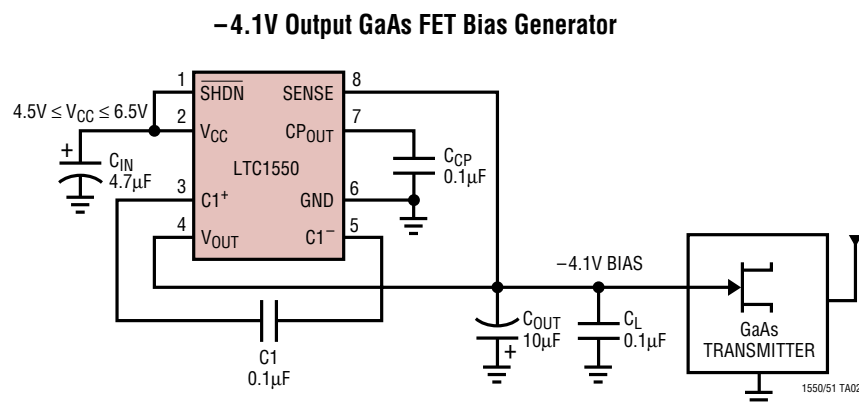 –4.1V Output GaAs FET Bias Generator
4.5V ≤ VCC ≤ 6.5V
+
CIN
4.7µF
1
SHDN
2
VCC
3
C1+
4
VOUT
LTC1550
8
SENSE
7
CPOUT
6
GND
5
C1–
CCP
0.1µF
C1
0.1µF
–4.1V BIAS
COUT
10µF
+
CL
0.1µF
GaAs
TRANSMITTER
1550/51 TA02